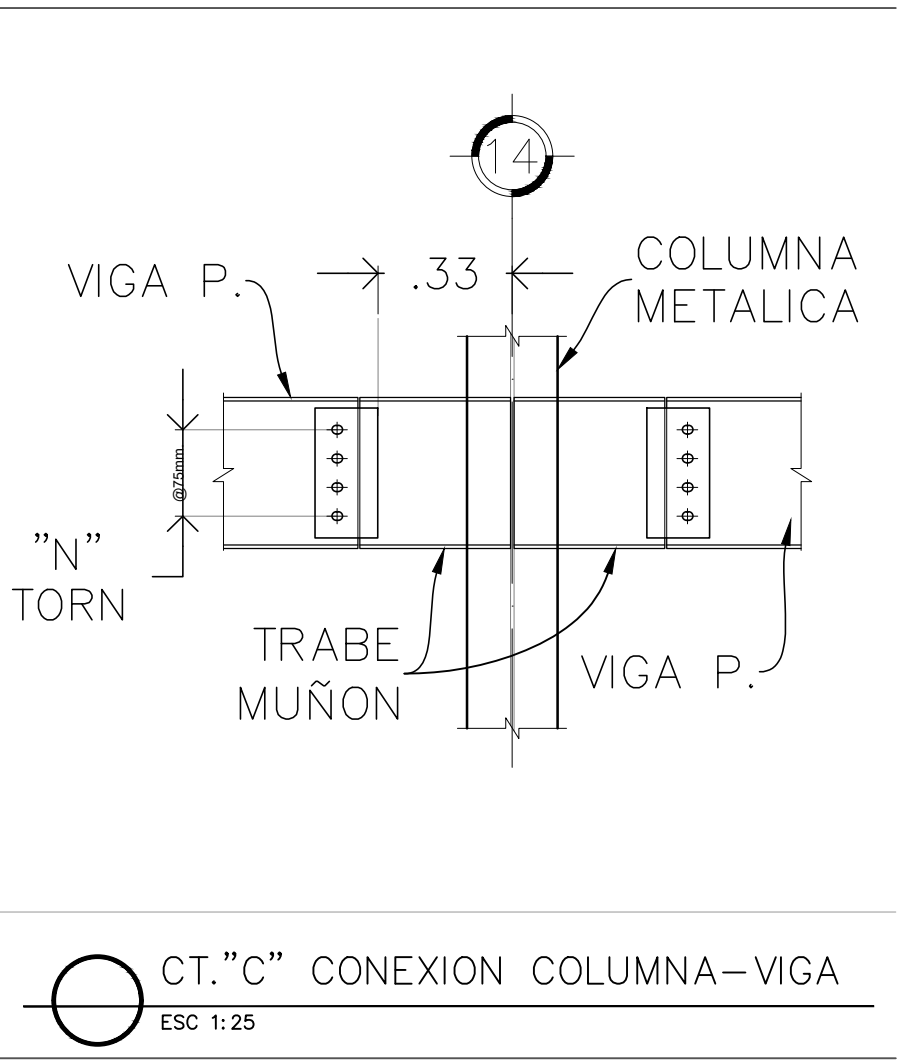 14
COLUMNA
METALICA
VIGA P.
.33
@75mm
”N”
TORN
TRABE
MUÑON
VIGA P.
CT.”C” CONEXION COLUMNA-VIGA
ESC 1:25